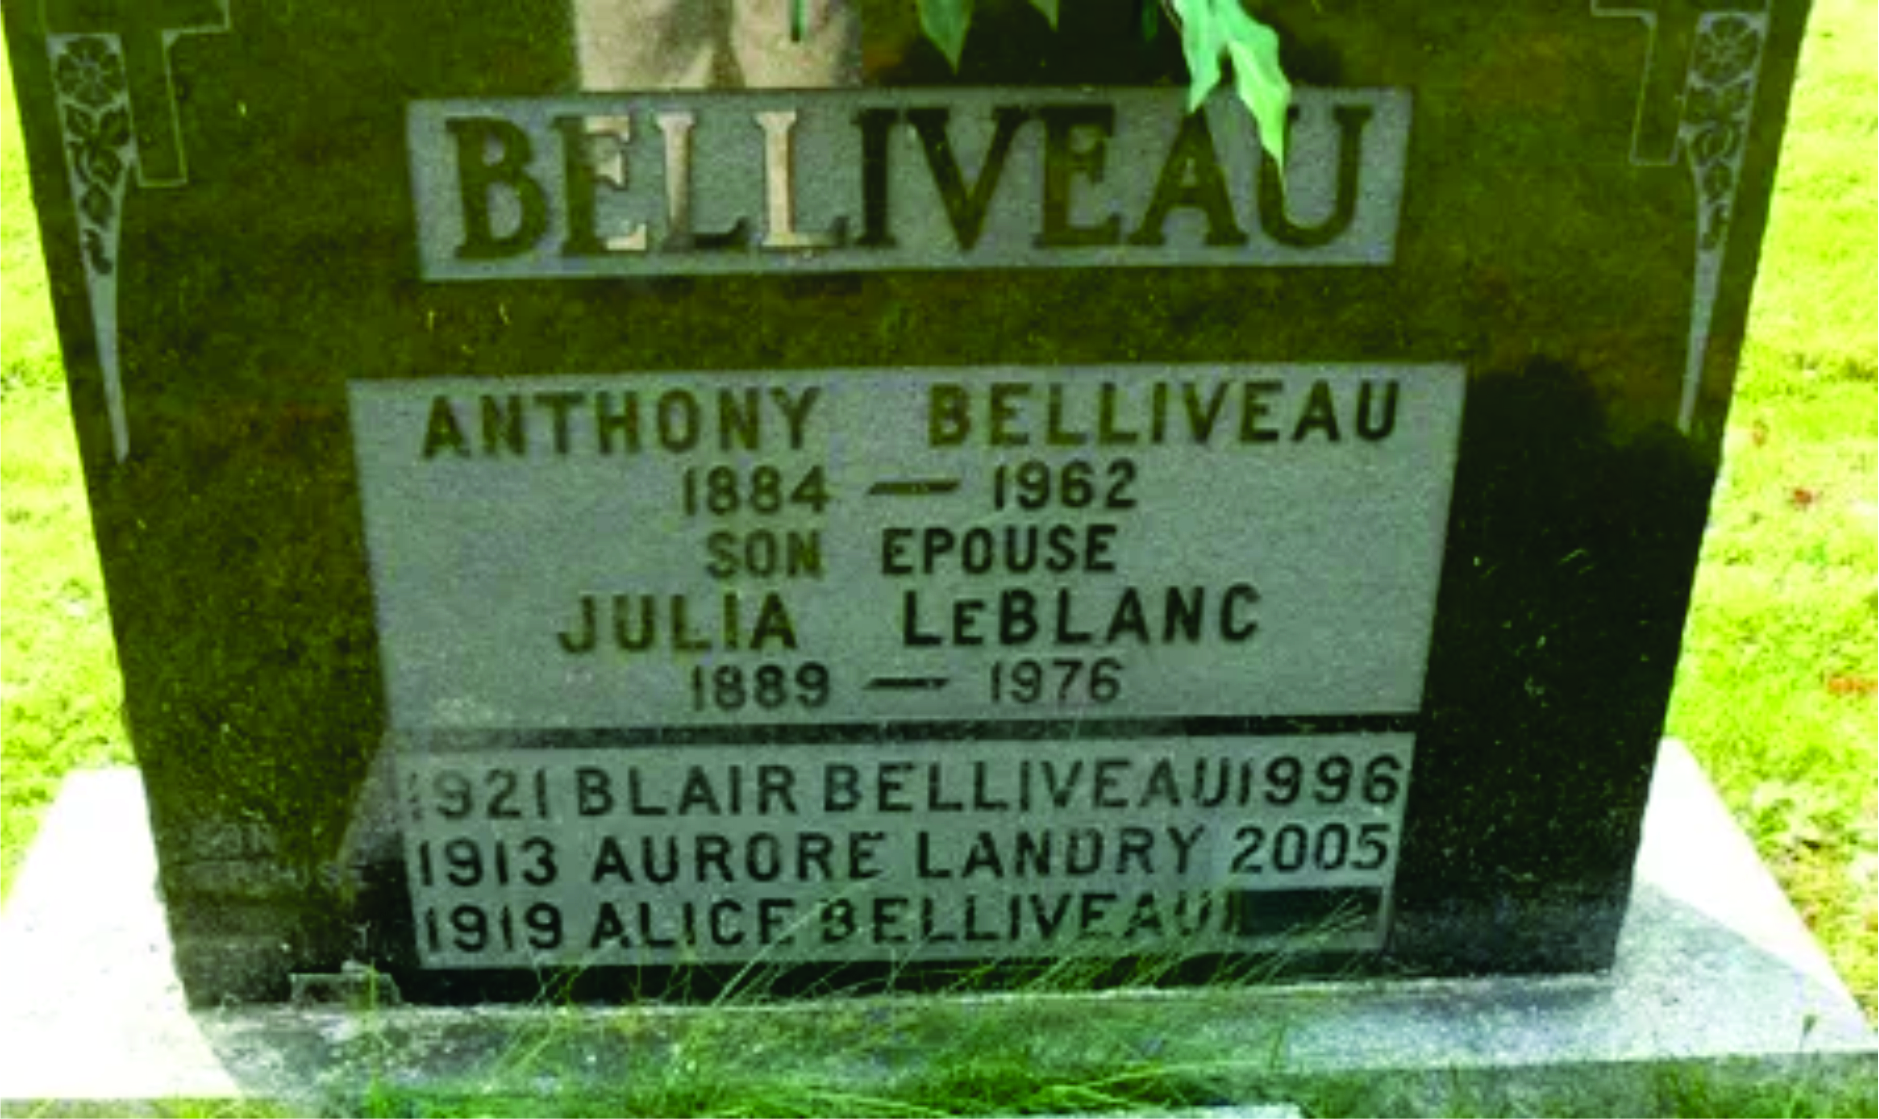 BELLIVEAU
ANTHONY BELLIVEAU
1884 — 1962
SON EPOUSE
JULIA LEBLANC
1889 — 1976
1921 BLAIR BELLIVEAU 1996
1913 AURORE LANDRY 2005
1919 ALICE BELLIVEAU